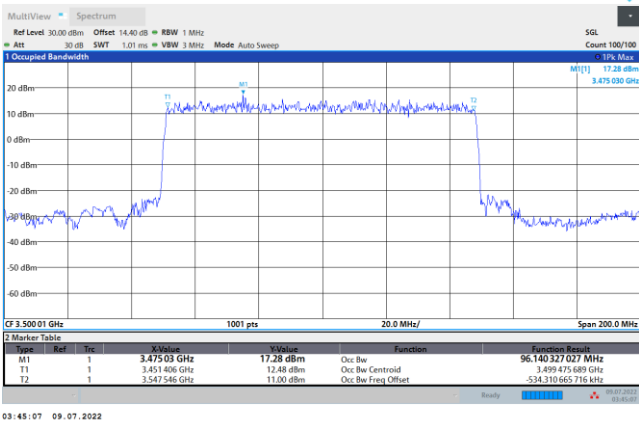 MultiView Spectrum
Ref Level 30.00 dBm Offset 14.40 dB RBW 1 MHz SGL
Att 30 dB SWT 1.01 ms VBW 3 MHz Mode Auto Sweep Count 100/100
1 Occupied Bandwidth 1Pk Max
M1[1] 17.28 dBm
3.475 030 GHz
20 dBm
M1
T1
T2
10 dBm
0 dBm
-10 dBm
-20 dBm
-30 dBm
-40 dBm
-50 dBm
-60 dBm
CF 3.500 01 GHz 1001 pts 20.0 MHz/ Span 200.0 MHz
2 Marker Table
Type Ref Trc X-Value Y-Value Function Function Result
M1 1 3.475 03 GHz 17.28 dBm Occ Bw 96.140 327 027 MHz
T1 1 3.451 406 GHz 12.48 dBm Occ Bw Centroid 3.499 475 689 GHz
T2 1 3.547 546 GHz 11.00 dBm Occ Bw Freq Offset -534.310 665 716 kHz
Ready 09.07.2022
03:45:07
03:45:07 09.07.2022